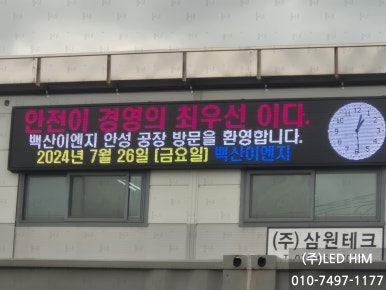 안전이 경영의 최우선 이다.
백산이엔지 안성 공장 방문을 환영합니다.
2024년 7월 26일 (금요일) 백산이엔지
(주) 삼원테크
(주)LED HIM
010-7497-1177